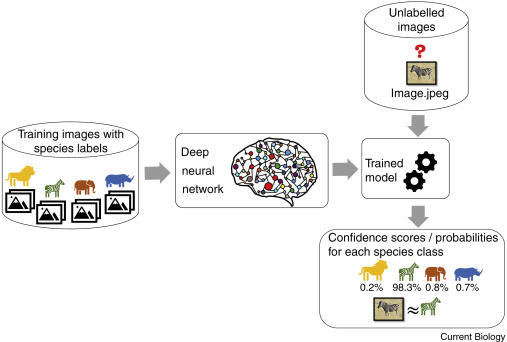 Unlabelled
images
?
Image.jpeg
Training images with
species labels
Deep
neural
network
Trained
model
Confidence scores / probabilities
for each species class
0.2% 98.3% 0.8% 0.7%
≈
Current Biology